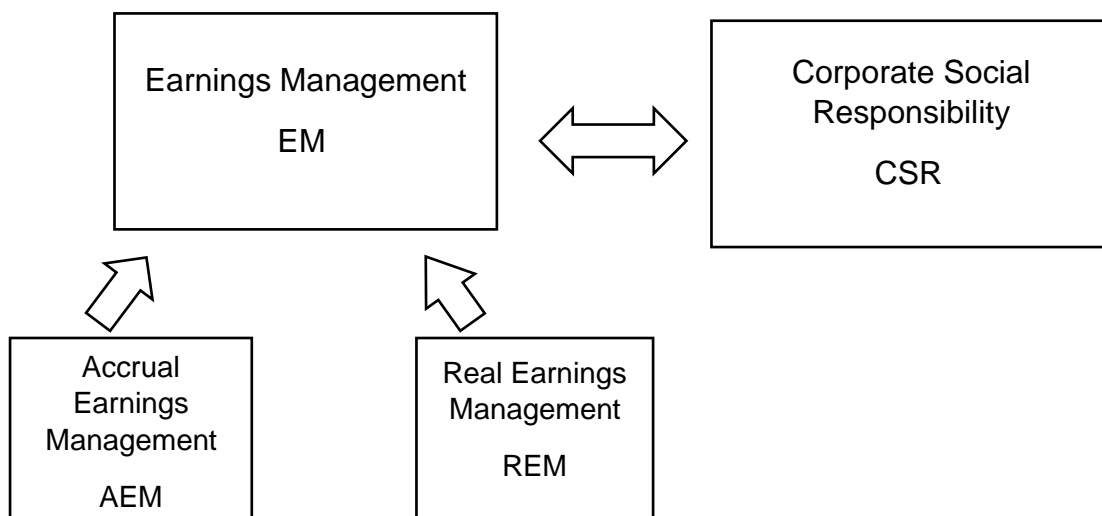 Earnings Management
EM
Corporate Social
Responsibility
CSR
Accrual
Earnings
Management
AEM
Real Earnings
Management
REM